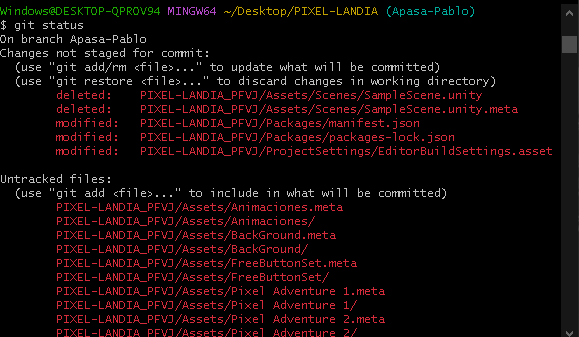 Windows@DESKTOP-QPROV94 MINGW64 ~/Desktop/PIXEL-LANDIA (Apasa-Pablo)
$ git status
On branch Apasa-Pablo
Changes not staged for commit:
  (use "git add/rm <file>..." to update what will be committed)
  (use "git restore <file>..." to discard changes in working directory)
        deleted:    PIXEL-LANDIA_PFVJ/Assets/Scenes/SampleScene.unity
        deleted:    PIXEL-LANDIA_PFVJ/Assets/Scenes/SampleScene.unity.meta
        modified:   PIXEL-LANDIA_PFVJ/Packages/manifest.json
        modified:   PIXEL-LANDIA_PFVJ/Packages/packages-lock.json
        modified:   PIXEL-LANDIA_PFVJ/ProjectSettings/EditorBuildSettings.asset

Untracked files:
  (use "git add <file>..." to include in what will be committed)
        PIXEL-LANDIA_PFVJ/Assets/Animaciones.meta
        PIXEL-LANDIA_PFVJ/Assets/Animaciones/
        PIXEL-LANDIA_PFVJ/Assets/BackGround.meta
        PIXEL-LANDIA_PFVJ/Assets/BackGround/
        PIXEL-LANDIA_PFVJ/Assets/FreeButtonSet.meta
        PIXEL-LANDIA_PFVJ/Assets/FreeButtonSet/
        PIXEL-LANDIA_PFVJ/Assets/Pixel Adventure 1.meta
        PIXEL-LANDIA_PFVJ/Assets/Pixel Adventure 1/
        PIXEL-LANDIA_PFVJ/Assets/Pixel Adventure 2.meta
        PIXEL-LANDIA_PFVJ/Assets/Pixel Adventure 2/